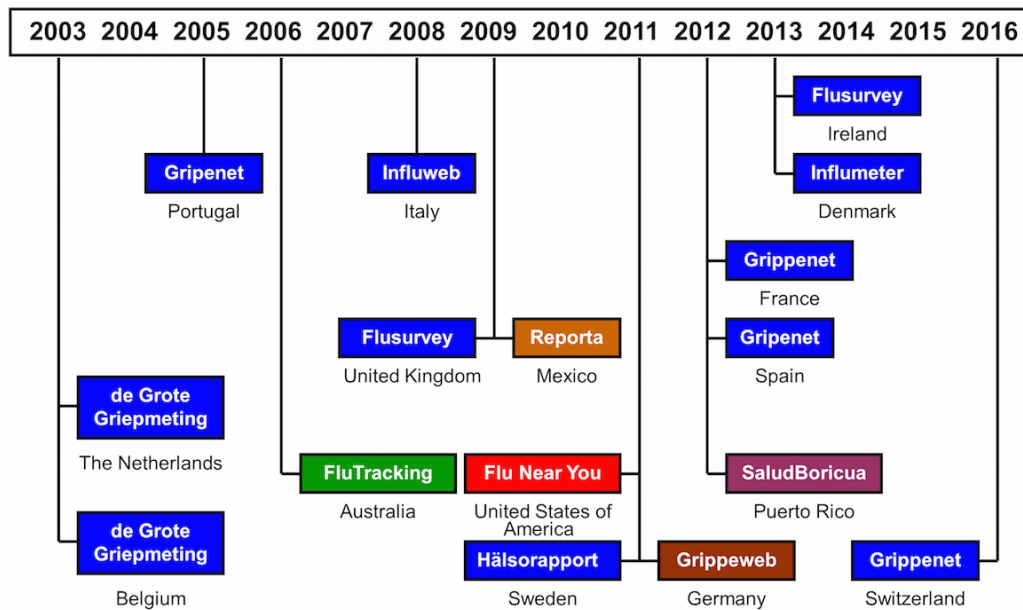 2003 2004 2005 2006 2007 2008 2009 2010 2011 2012 2013 2014 2015 2016
Flusurvey
Ireland
Gripenet
Portugal
Influweb
Italy
Influmeter
Denmark
Grippenet
France
Flusurvey
United Kingdom
Reporta
Mexico
Gripenet
Spain
de Grote
Griepmeting
The Netherlands
FluTracking
Australia
Flu Near You
United States of
America
SaludBoricua
Puerto Rico
de Grote
Griepmeting
Belgium
Hälsorapport
Sweden
Grippeweb
Germany
Grippenet
Switzerland